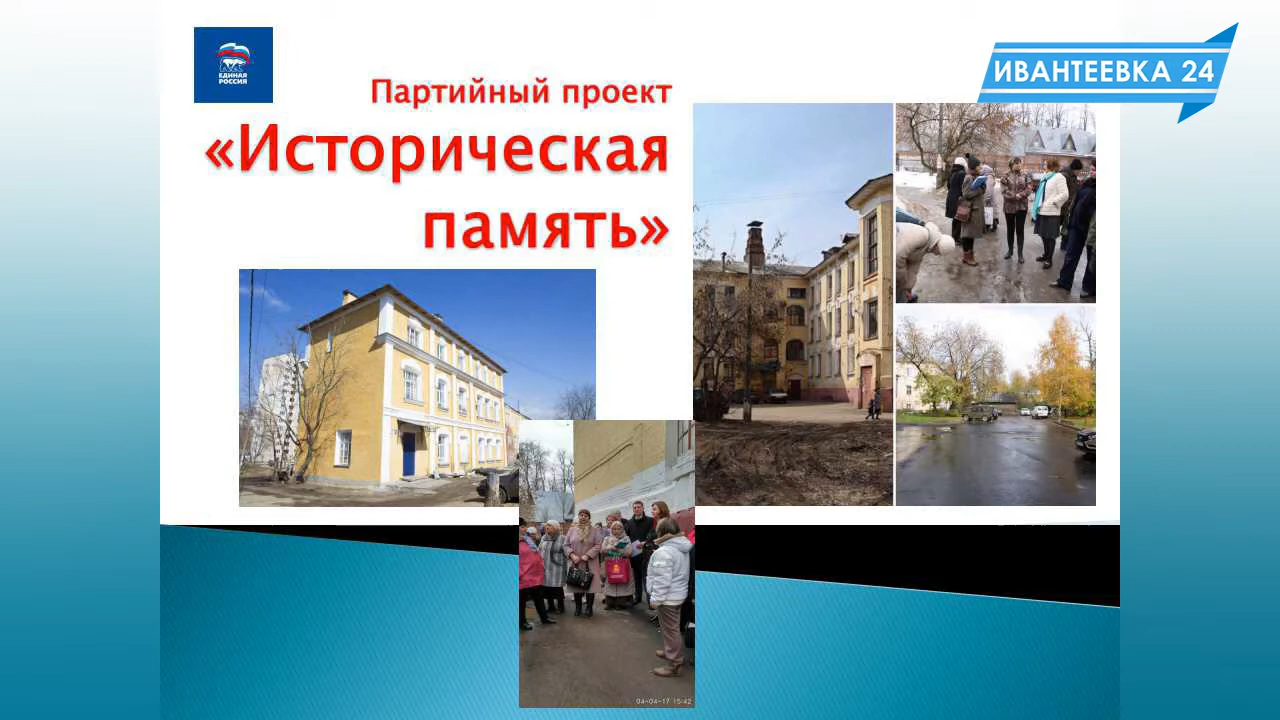 ЕДИНАЯ
РОССИЯ
Партийный проект
«Историческая
память»
ИВАНТЕЕВКА 24
04-04-17 15:42